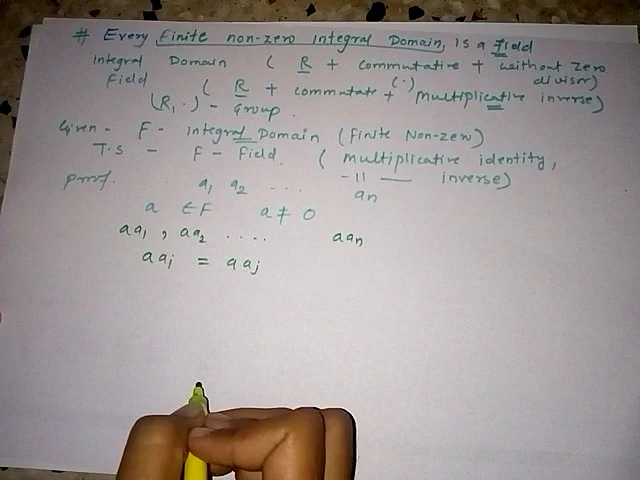 # Every finite non-zero integral Domain, is a field
Integral Domain ( R + commutative + without zero divisor)
Field ( R + commutate + (·) Multiplicative inverse)
(R, ·) - Group
Given - F - integral Domain (Finite Non-zero)
T.S - F - Field. ( Multiplicative identity,
-11- inverse)
Proof.
a1 a2 ... an
a ∈ F a ≠ 0
aa1 , aa2 .... aan
aai = aaj